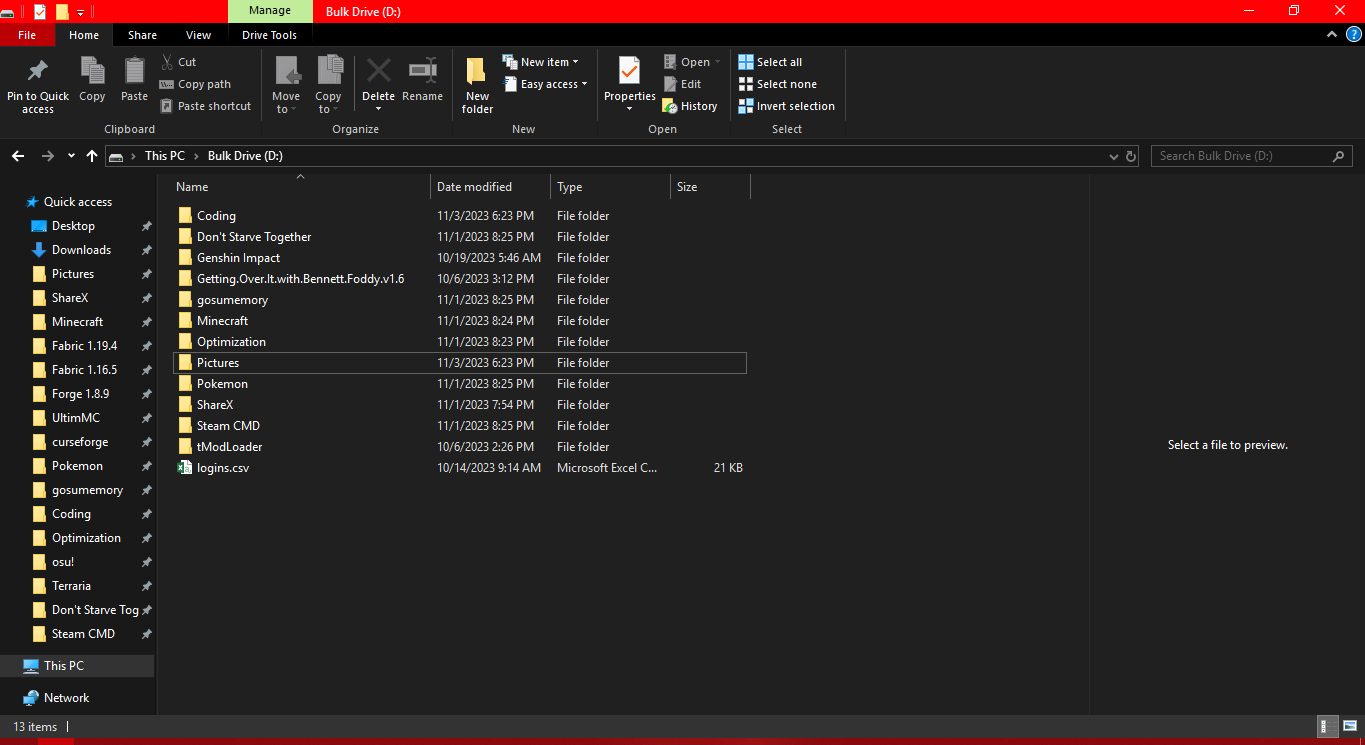 Manage
Bulk Drive (D:)
File
Home
Share
View
Drive Tools
Pin to Quick access
Copy
Paste
Cut
Copy path
Paste shortcut
Clipboard
Move to
Copy to
Delete
Rename
Organize
New folder
New item
Easy access
New
Properties
Open
Edit
History
Open
Select all
Select none
Invert selection
Select
This PC > Bulk Drive (D:)
Search Bulk Drive (D:)
Quick access
Desktop
Downloads
Pictures
ShareX
Minecraft
Fabric 1.19.4
Fabric 1.16.5
Forge 1.8.9
UltimMC
curseforge
Pokemon
gosumemory
Coding
Optimization
osu!
Terraria
Don't Starve Tog
Steam CMD
This PC
Network
Name Date modified Type Size
Coding 11/3/2023 6:23 PM File folder
Don't Starve Together 11/1/2023 8:25 PM File folder
Genshin Impact 10/19/2023 5:46 AM File folder
Getting.Over.It.with.Bennett.Foddy.v1.6 10/6/2023 3:12 PM File folder
gosumemory 11/1/2023 8:25 PM File folder
Minecraft 11/1/2023 8:24 PM File folder
Optimization 11/1/2023 8:23 PM File folder
Pictures 11/3/2023 6:23 PM File folder
Pokemon 11/1/2023 8:25 PM File folder
ShareX 11/1/2023 7:54 PM File folder
Steam CMD 11/1/2023 8:25 PM File folder
tModLoader 10/6/2023 2:26 PM File folder
logins.csv 10/14/2023 9:14 AM Microsoft Excel C... 21 KB
Select a file to preview.
13 items